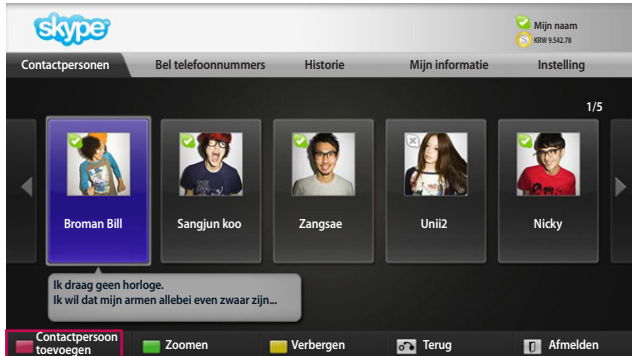 skype
Mijn naam
KRW 9.542.78
Contactpersonen Bel telefoonnummers Historie Mijn informatie Instelling
1/5
Broman Bill Sangjun koo Zangsae Unii2 Nicky
Ik draag geen horloge.
Ik wil dat mijn armen allebei even zwaar zijn...
Contactpersoon
toevoegen Zoomen Verbergen Terug Afmelden